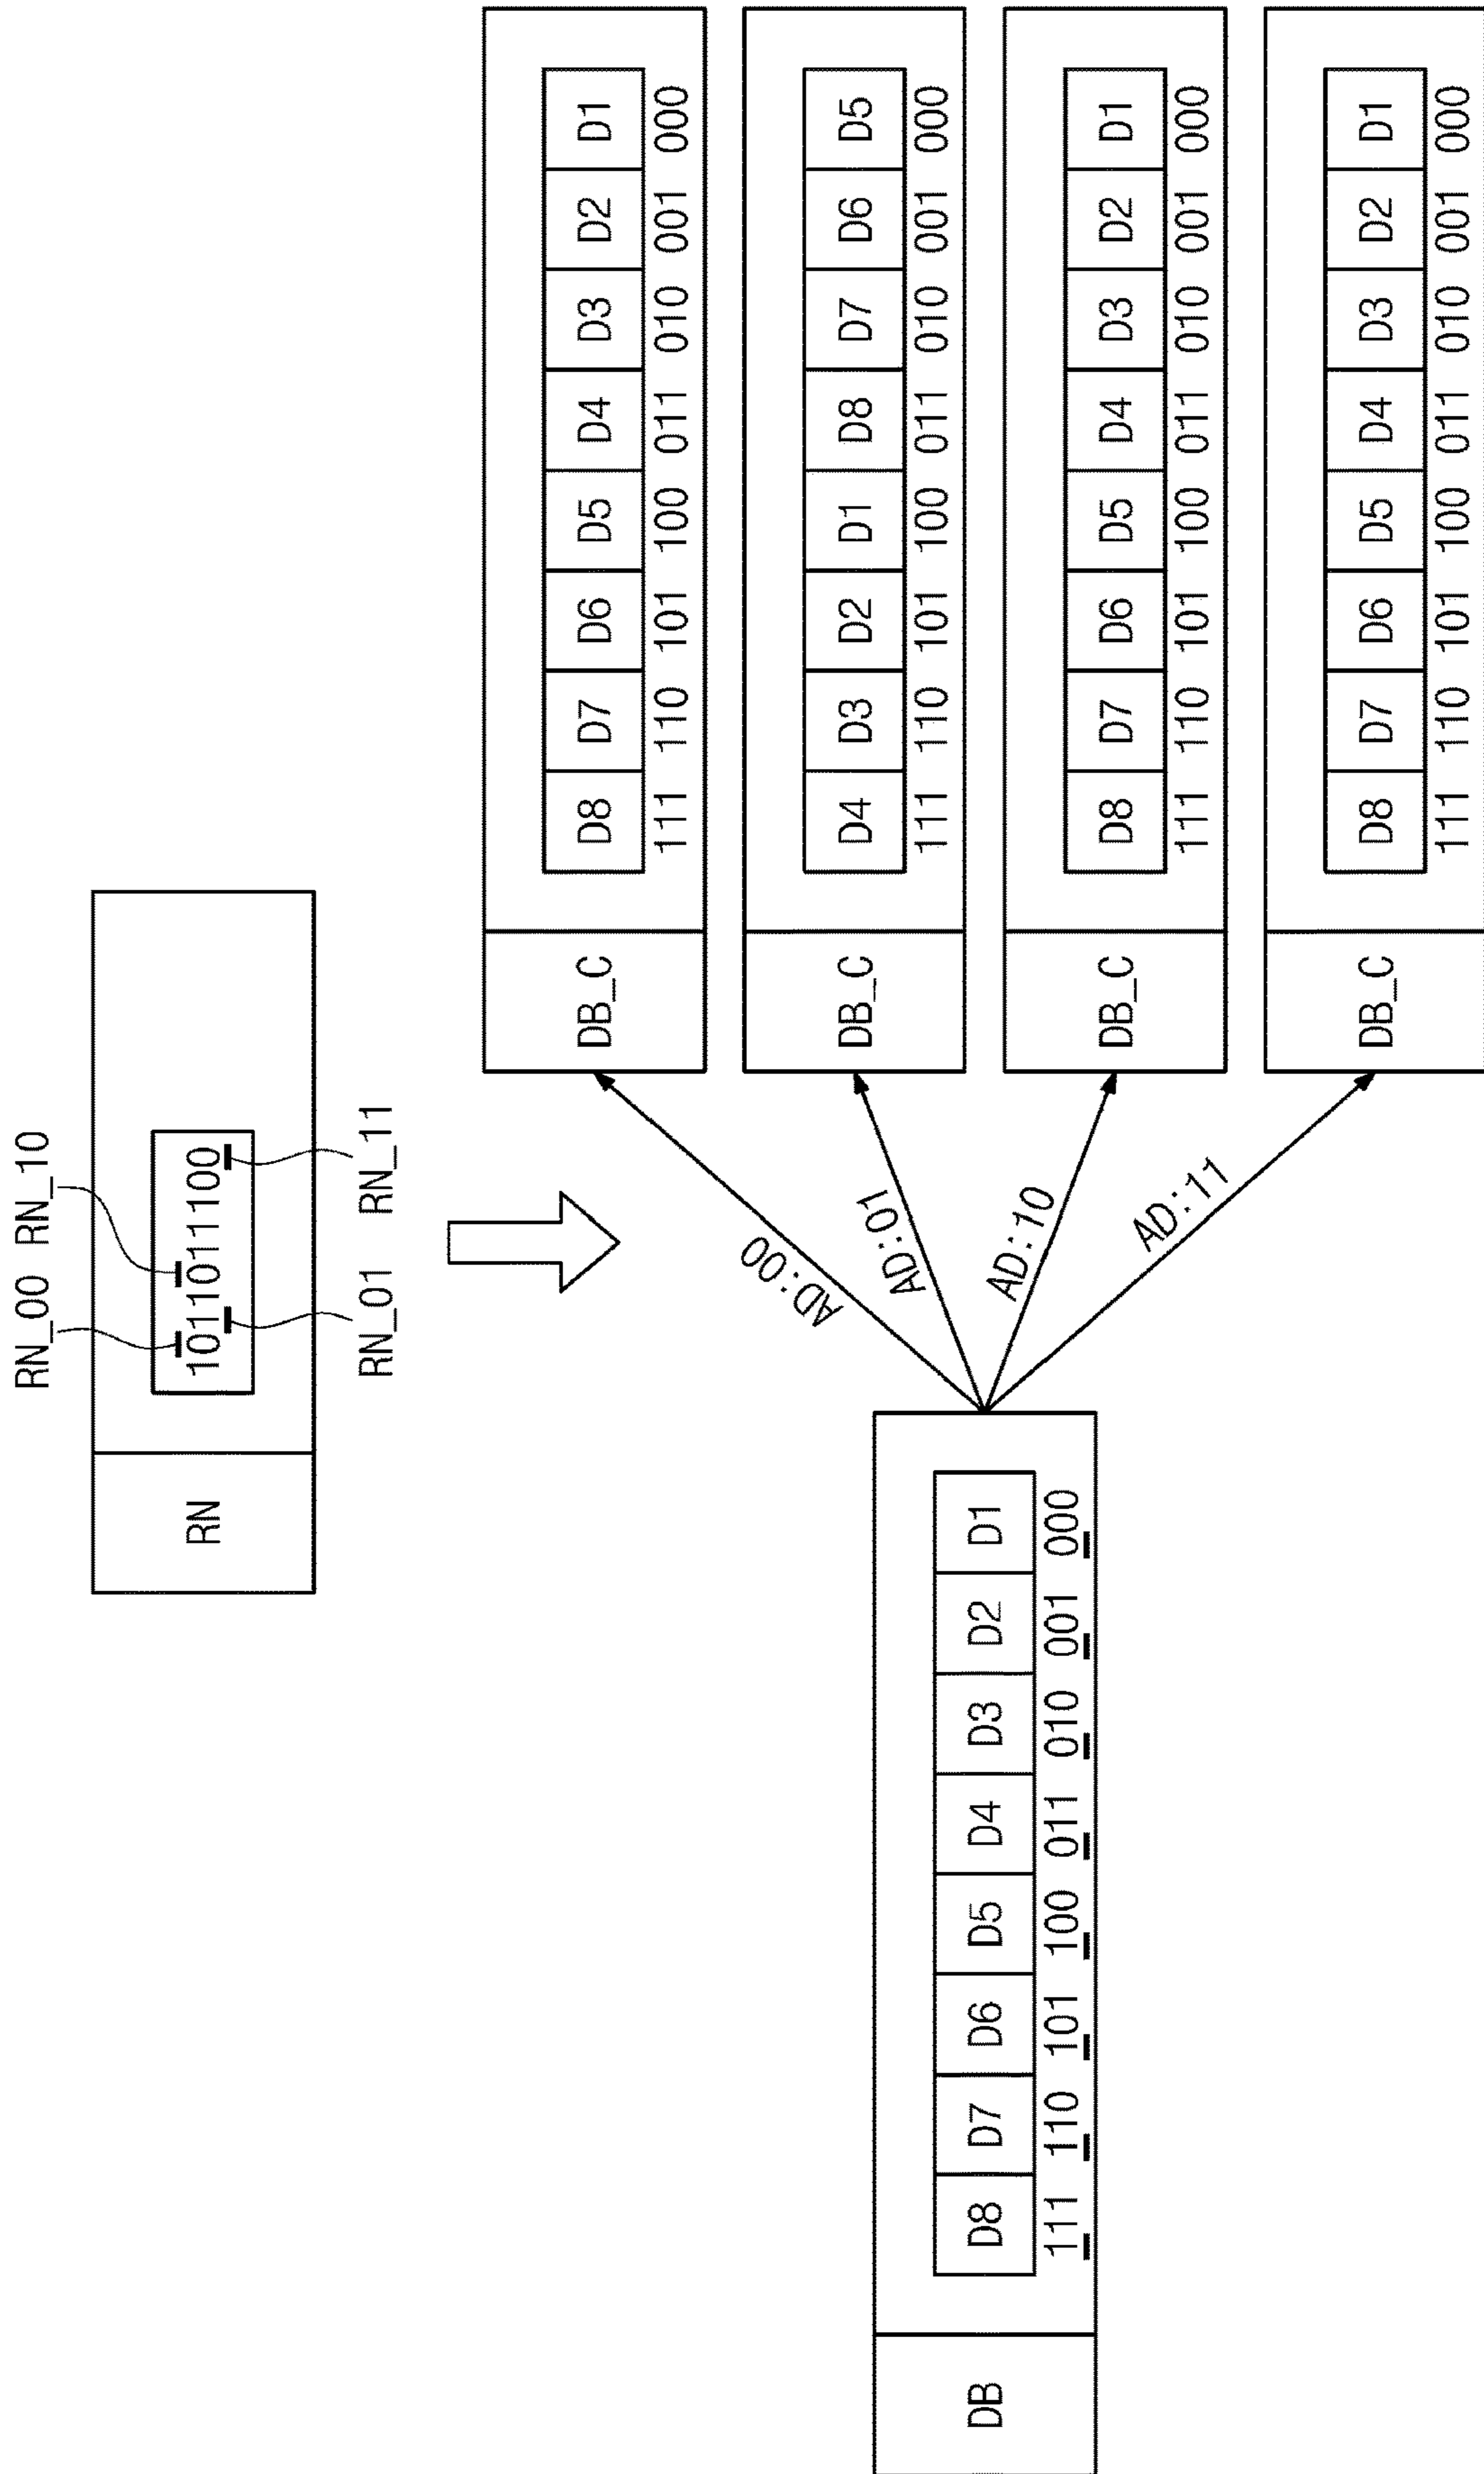 RN_00 RN_10
RN 1011011100
RN_01 RN_11
DB_C D8 D7 D6 D5 D4 D3 D2 D1
111 110 101 100 011 010 001 000
AD:00
DB_C D4 D3 D2 D1 D8 D7 D6 D5
111 110 101 100 011 010 001 000
AD:01
DB D8 D7 D6 D5 D4 D3 D2 D1
111 110 101 100 011 010 001 000
AD:10
DB_C D8 D7 D6 D5 D4 D3 D2 D1
111 110 101 100 011 010 001 000
AD:11
DB_C D8 D7 D6 D5 D4 D3 D2 D1
111 110 101 100 011 010 001 000